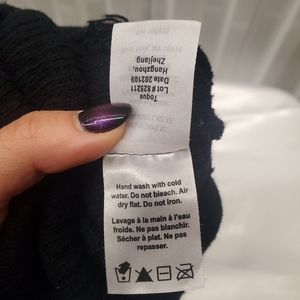 Toque
Lot # 825211
Date 202109
Hangzhou,
Zhejiang
Hand wash with cold
water. Do not bleach. Air
dry flat. Do not iron.
Lavage à la main à l'eau
froide. Ne pas blanchir.
Sécher à plat. Ne pas
repasser.